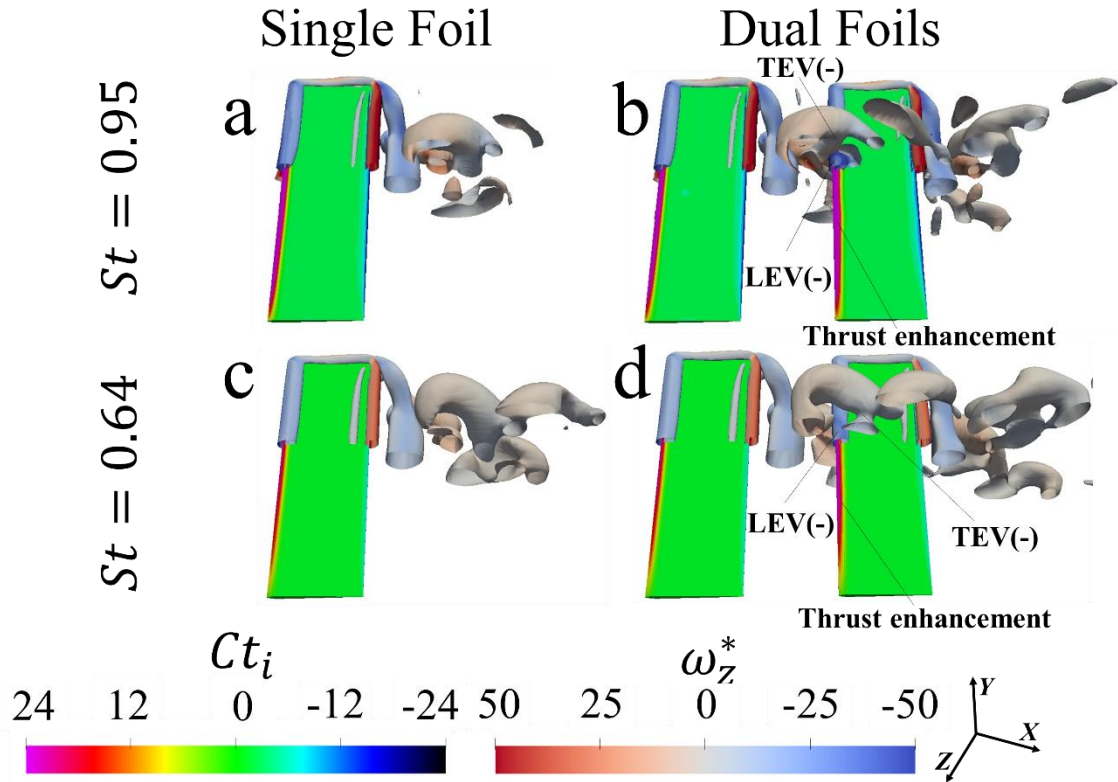 Single Foil
Dual Foils
St = 0.95
a
b
TEV(-)
LEV(-)
Thrust enhancement
St = 0.64
c
d
LEV(-)
TEV(-)
Thrust enhancement
Ct_i
ω_z^*
24 12 0 -12 -24
50 25 0 -25 -50
Y
X
Z